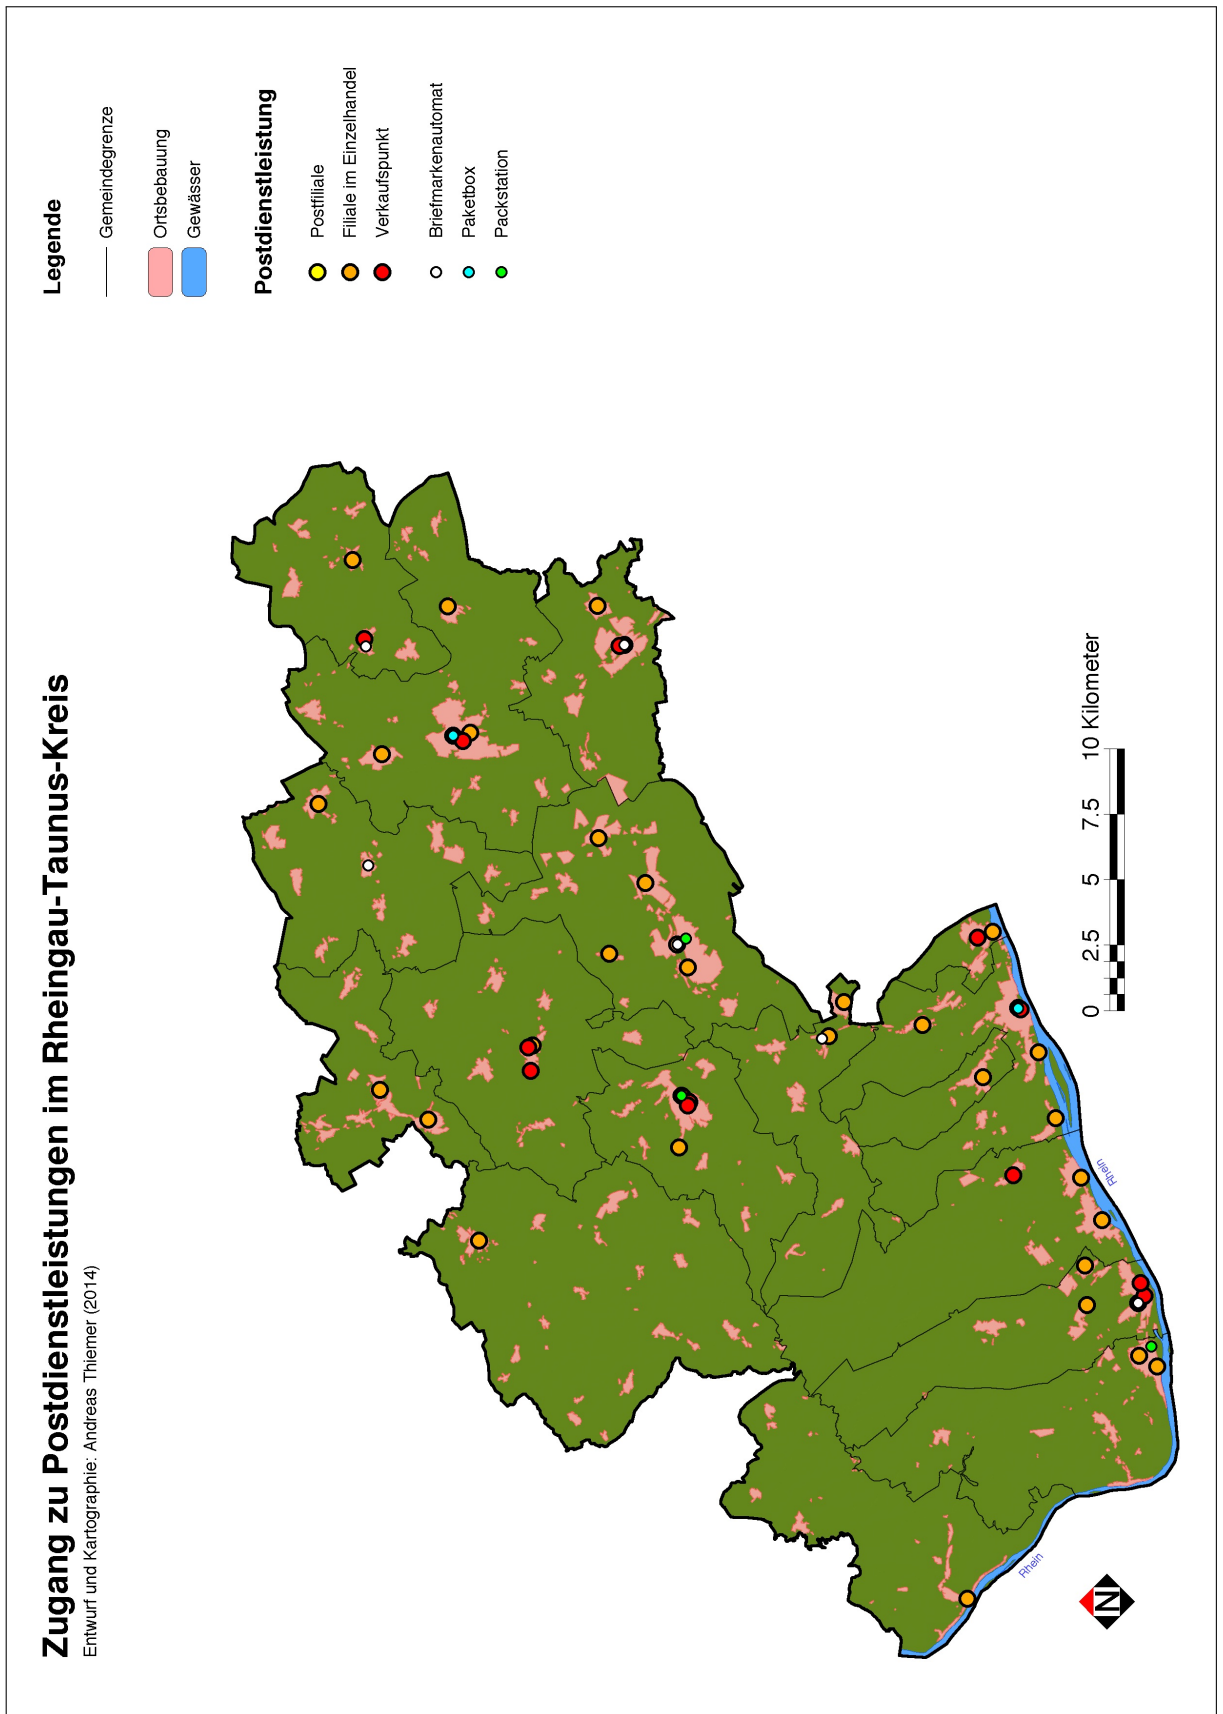 Zugang zu Postdienstleistungen im Rheingau-Taunus-Kreis
Entwurf und Kartographie: Andreas Thiemer (2014)
Legende
Gemeindegrenze
Ortsbebauung
Gewässer
Postdienstleistung
Postfiliale
Filiale im Einzelhandel
Verkaufspunkt
Briefmarkenautomat
Paketbox
Packstation
Rhein
Rhein
N
0 2.5 5 7.5 10 Kilometer